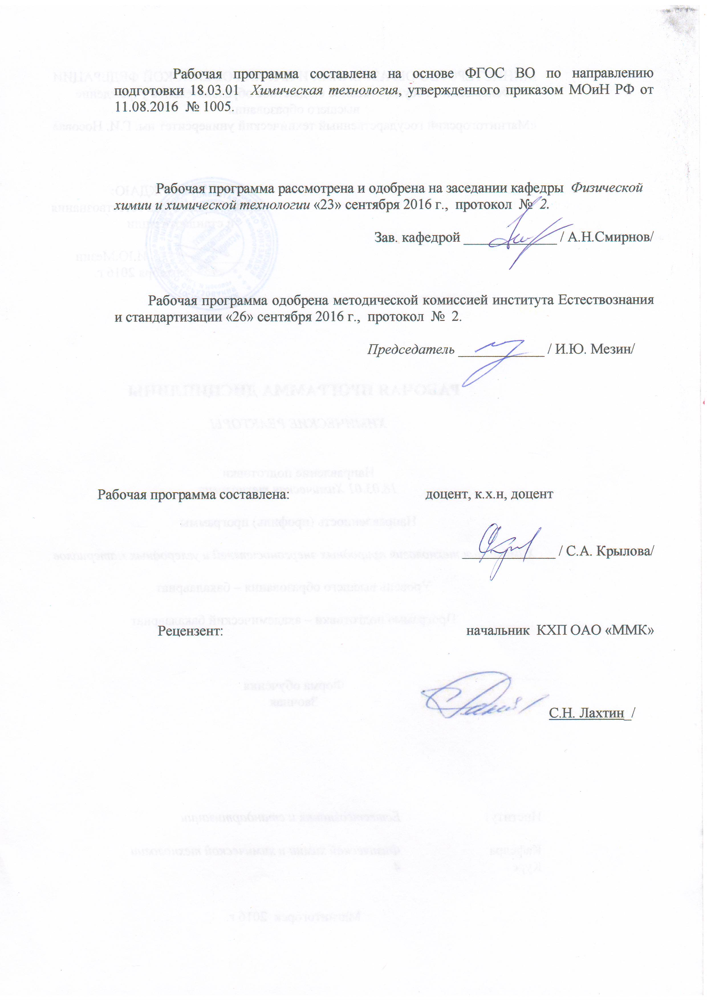 Рабочая программа составлена на основе ФГОС ВО по направлению
подготовки 18.03.01 Химическая технология, утвержденного приказом МОиН РФ от
11.08.2016 № 1005.
Рабочая программа рассмотрена и одобрена на заседании кафедры Физической
химии и химической технологии «23» сентября 2016 г., протокол № 2.
Зав. кафедрой _____________ / А.Н.Смирнов/
Рабочая программа одобрена методической комиссией института Естествознания
и стандартизации «26» сентября 2016 г., протокол № 2.
Председатель ____________ / И.Ю. Мезин/
Рабочая программа составлена: доцент, к.х.н, доцент
_____________ / С.А. Крылова/
Рецензент: начальник КХП ОАО «ММК»
С.Н. Лахтин_/